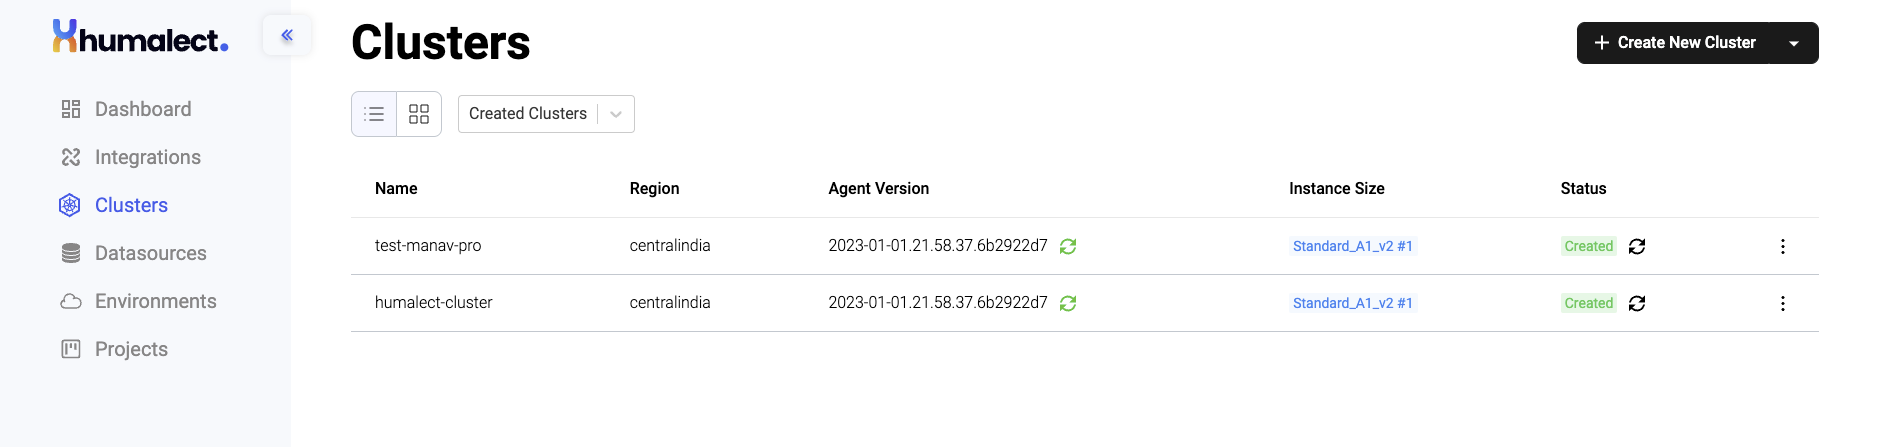 humalect.
Clusters
Create New Cluster
Dashboard
Integrations
Clusters
Datasources
Environments
Projects
Created Clusters
Name Region Agent Version Instance Size Status
test-manav-pro centralindia 2023-01-01.21.58.37.6b2922d7 Standard_A1_v2 #1 Created
humalect-cluster centralindia 2023-01-01.21.58.37.6b2922d7 Standard_A1_v2 #1 Created